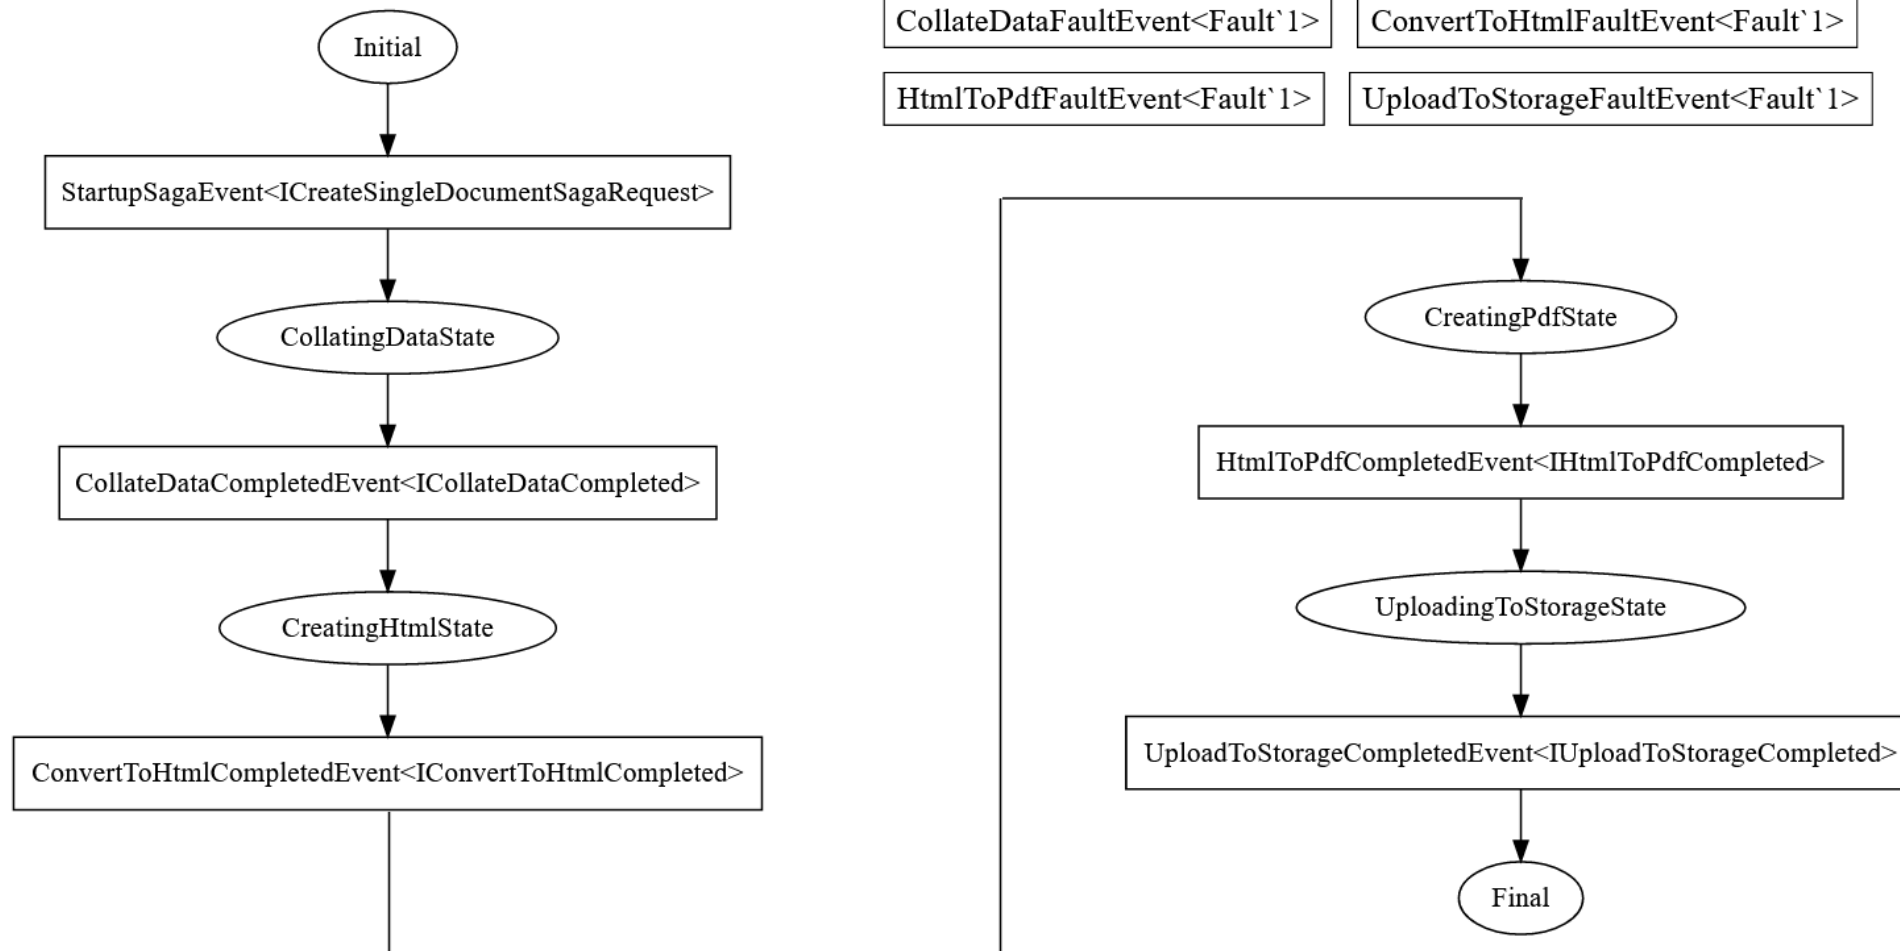 Initial
StartupSagaEvent<ICreateSingleDocumentSagaRequest>
CollatingDataState
CollateDataCompletedEvent<ICollateDataCompleted>
CreatingHtmlState
ConvertToHtmlCompletedEvent<IConvertToHtmlCompleted>
CollateDataFaultEvent<Fault`1>
ConvertToHtmlFaultEvent<Fault`1>
HtmlToPdfFaultEvent<Fault`1>
UploadToStorageFaultEvent<Fault`1>
CreatingPdfState
HtmlToPdfCompletedEvent<IHtmlToPdfCompleted>
UploadingToStorageState
UploadToStorageCompletedEvent<IUploadToStorageCompleted>
Final